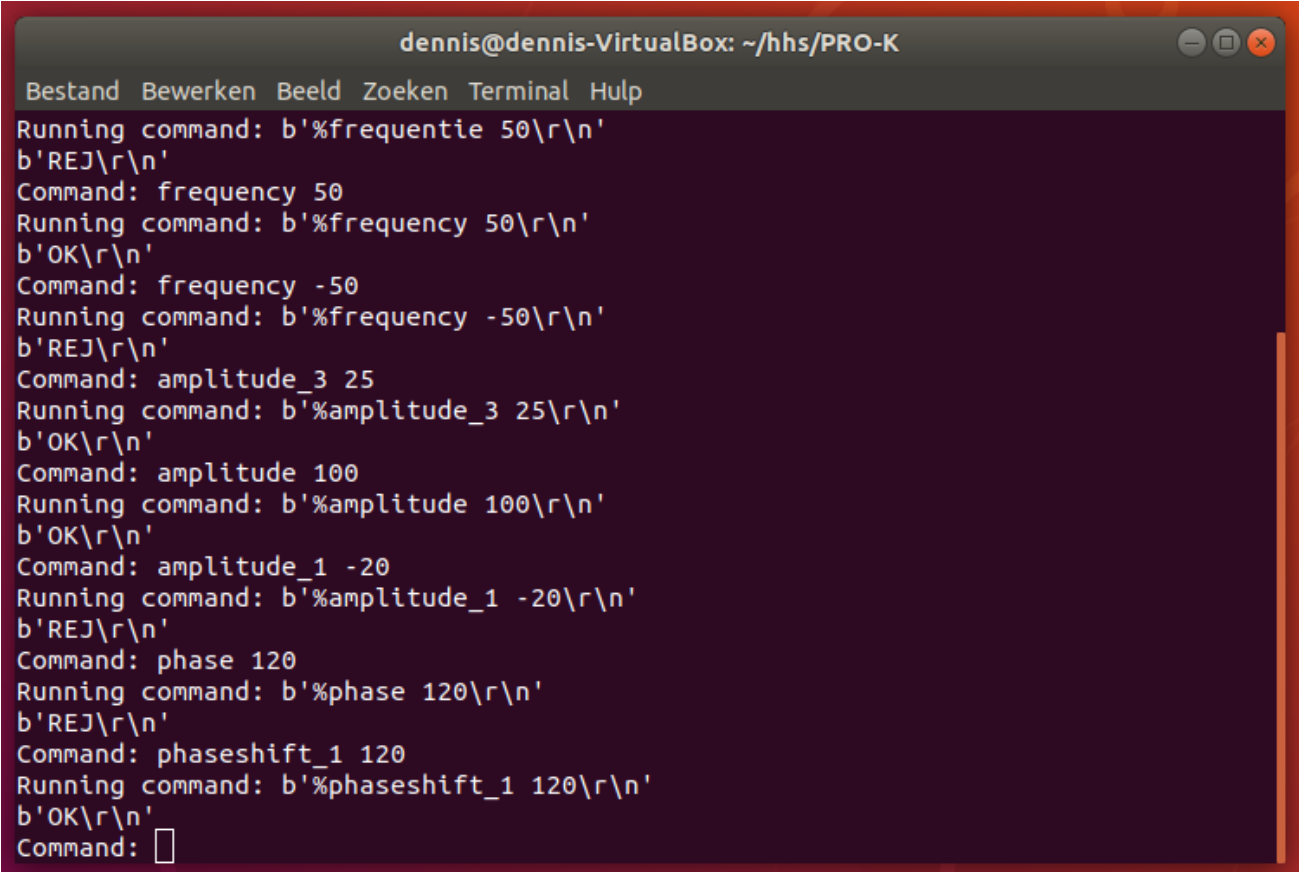 dennis@dennis-VirtualBox: ~/hhs/PRO-K
Bestand Bewerken Beeld Zoeken Terminal Hulp
Running command: b'%frequentie 50\r\n'
b'REJ\r\n'
Command: frequency 50
Running command: b'%frequency 50\r\n'
b'OK\r\n'
Command: frequency -50
Running command: b'%frequency -50\r\n'
b'REJ\r\n'
Command: amplitude_3 25
Running command: b'%amplitude_3 25\r\n'
b'OK\r\n'
Command: amplitude 100
Running command: b'%amplitude 100\r\n'
b'OK\r\n'
Command: amplitude_1 -20
Running command: b'%amplitude_1 -20\r\n'
b'REJ\r\n'
Command: phase 120
Running command: b'%phase 120\r\n'
b'REJ\r\n'
Command: phaseshift_1 120
Running command: b'%phaseshift_1 120\r\n'
b'OK\r\n'
Command: